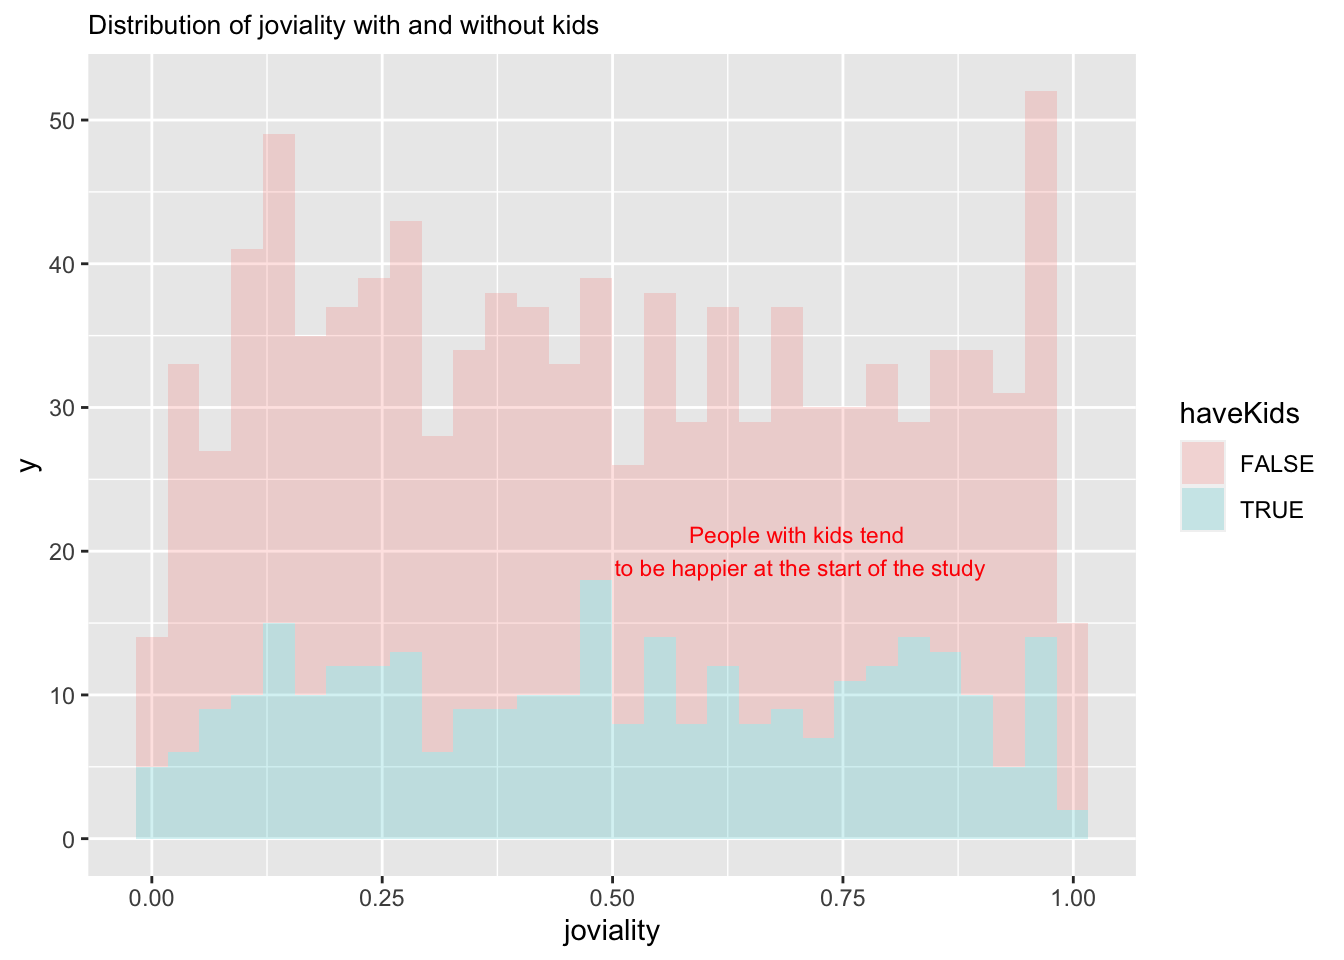 Distribution of joviality with and without kids
50
40
30
20
10
0
y
People with kids tend
to be happier at the start of the study
0.00
0.25
0.50
0.75
1.00
joviality
haveKids
FALSE
TRUE